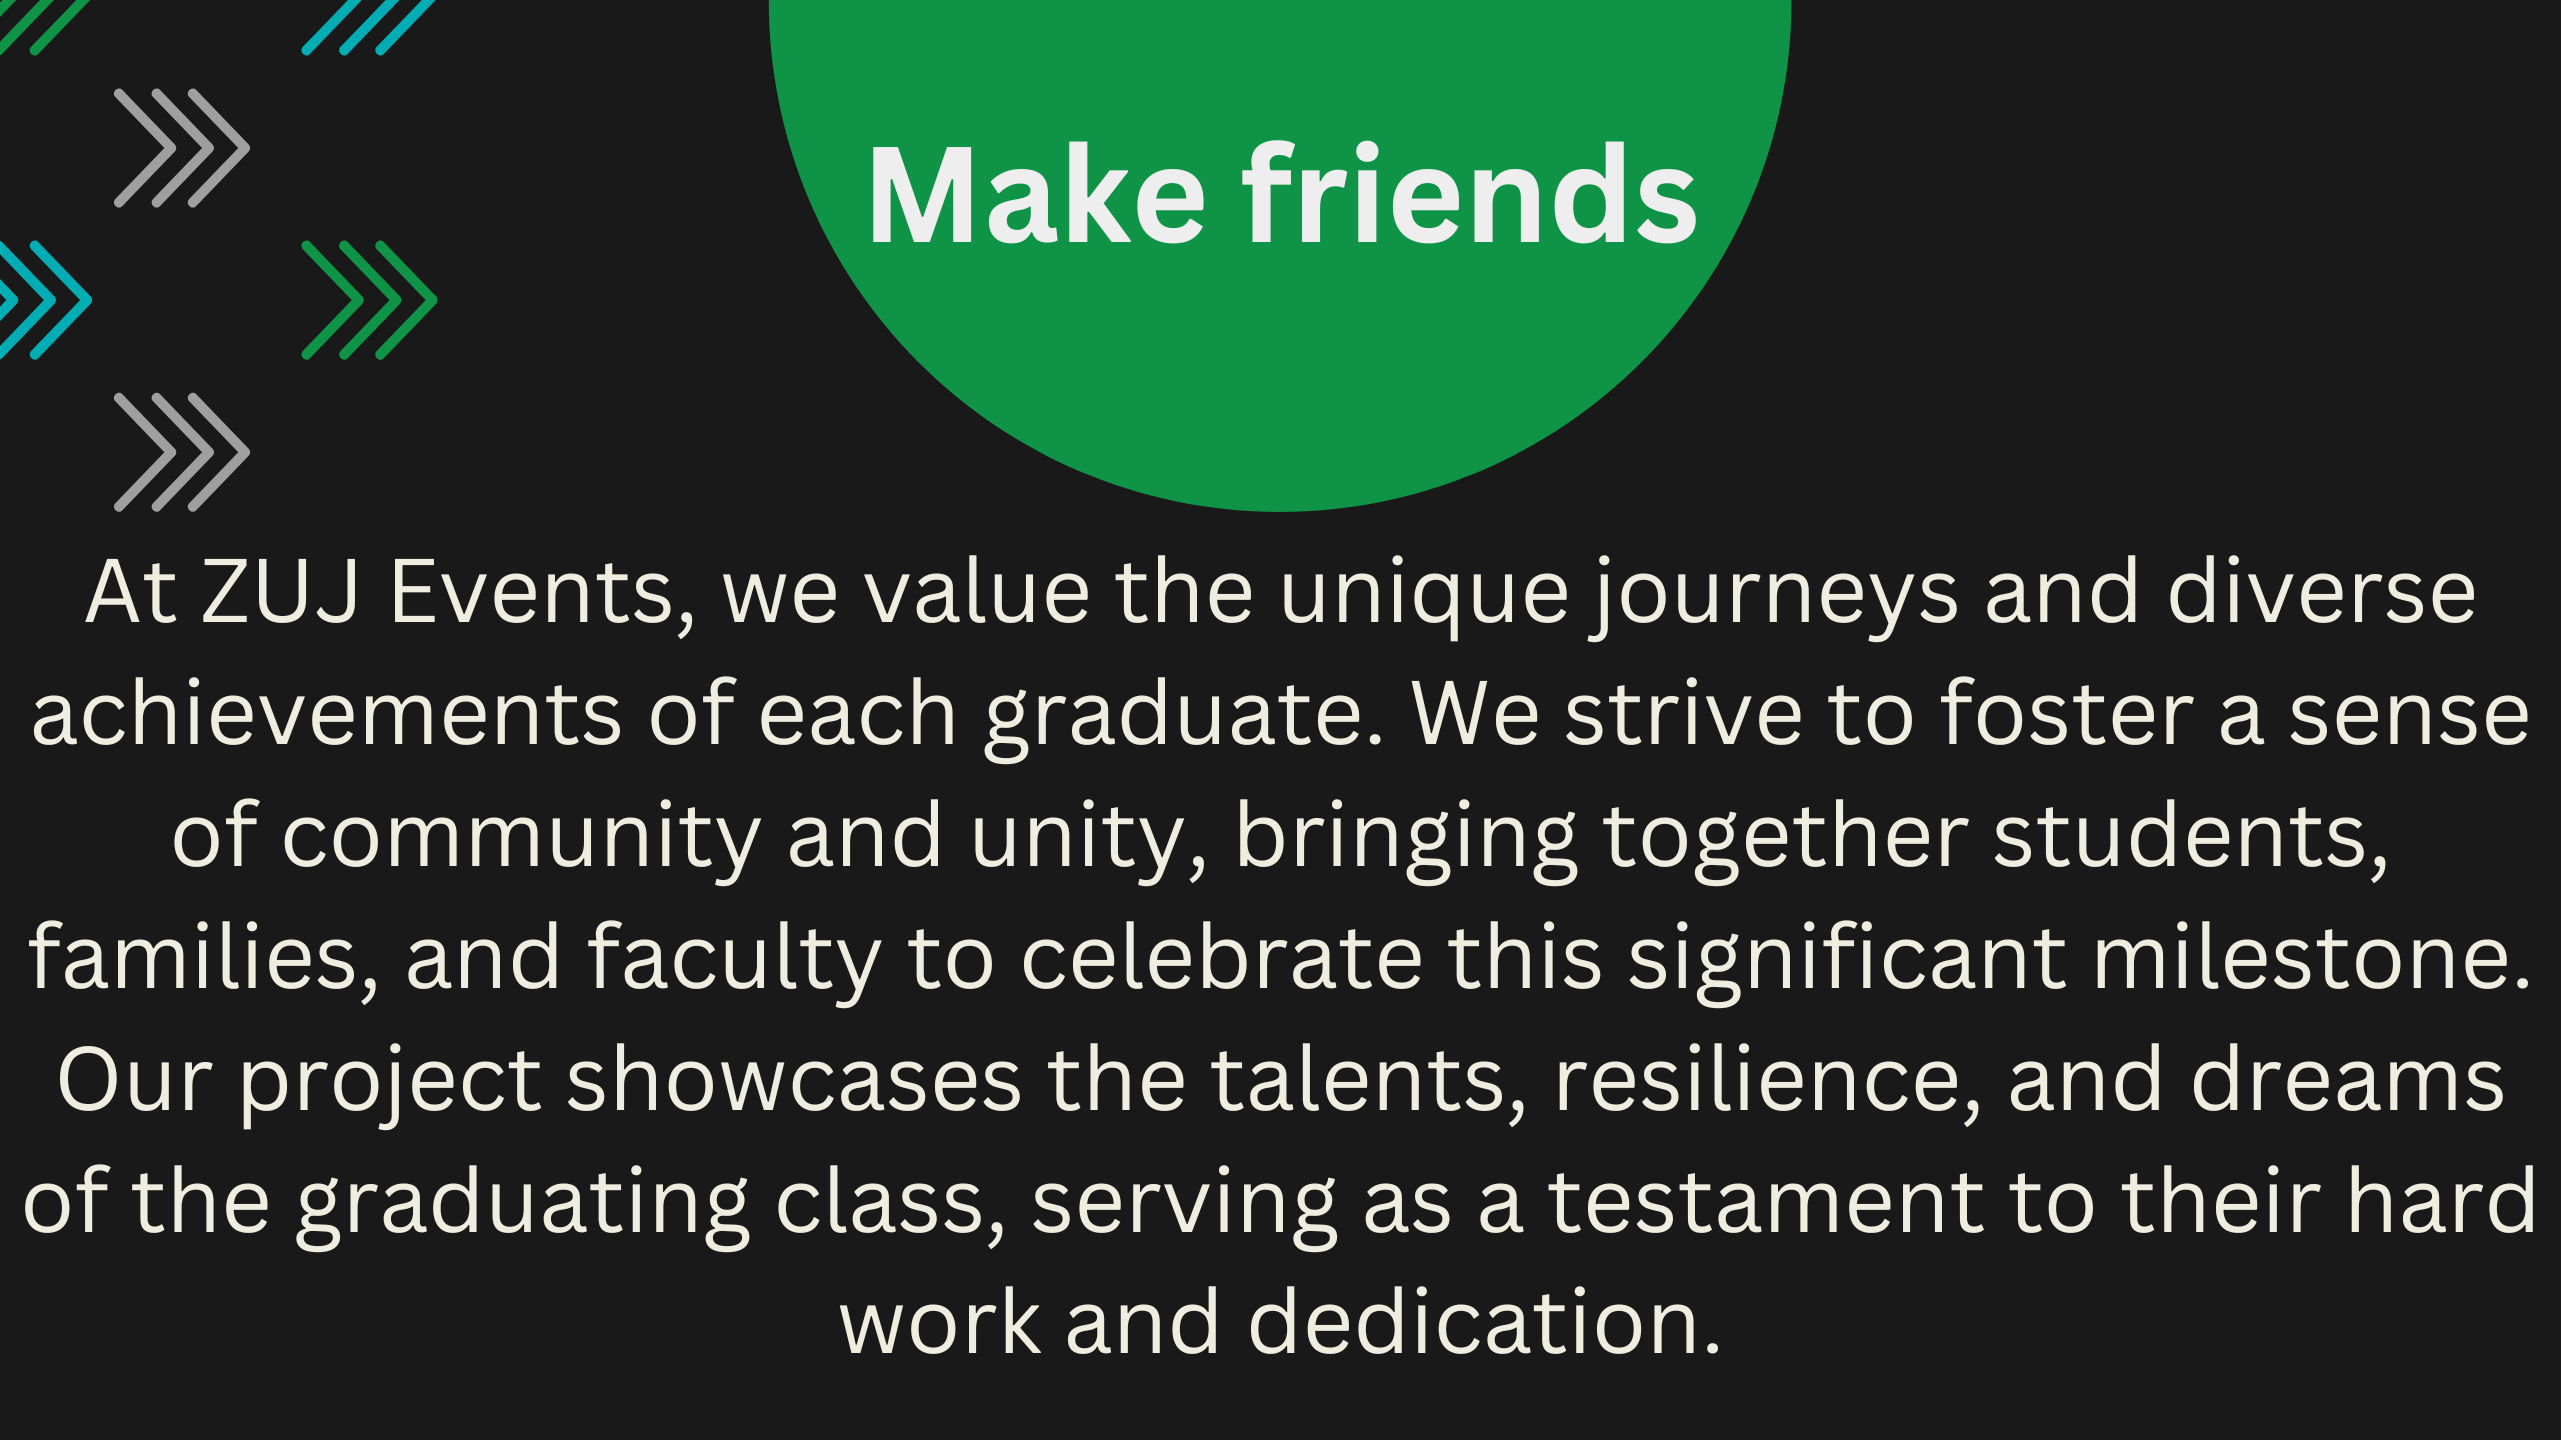 Make friends
At ZUJ Events, we value the unique journeys and diverse
achievements of each graduate. We strive to foster a sense
of community and unity, bringing together students,
families, and faculty to celebrate this significant milestone.
Our project showcases the talents, resilience, and dreams
of the graduating class, serving as a testament to their hard
work and dedication.